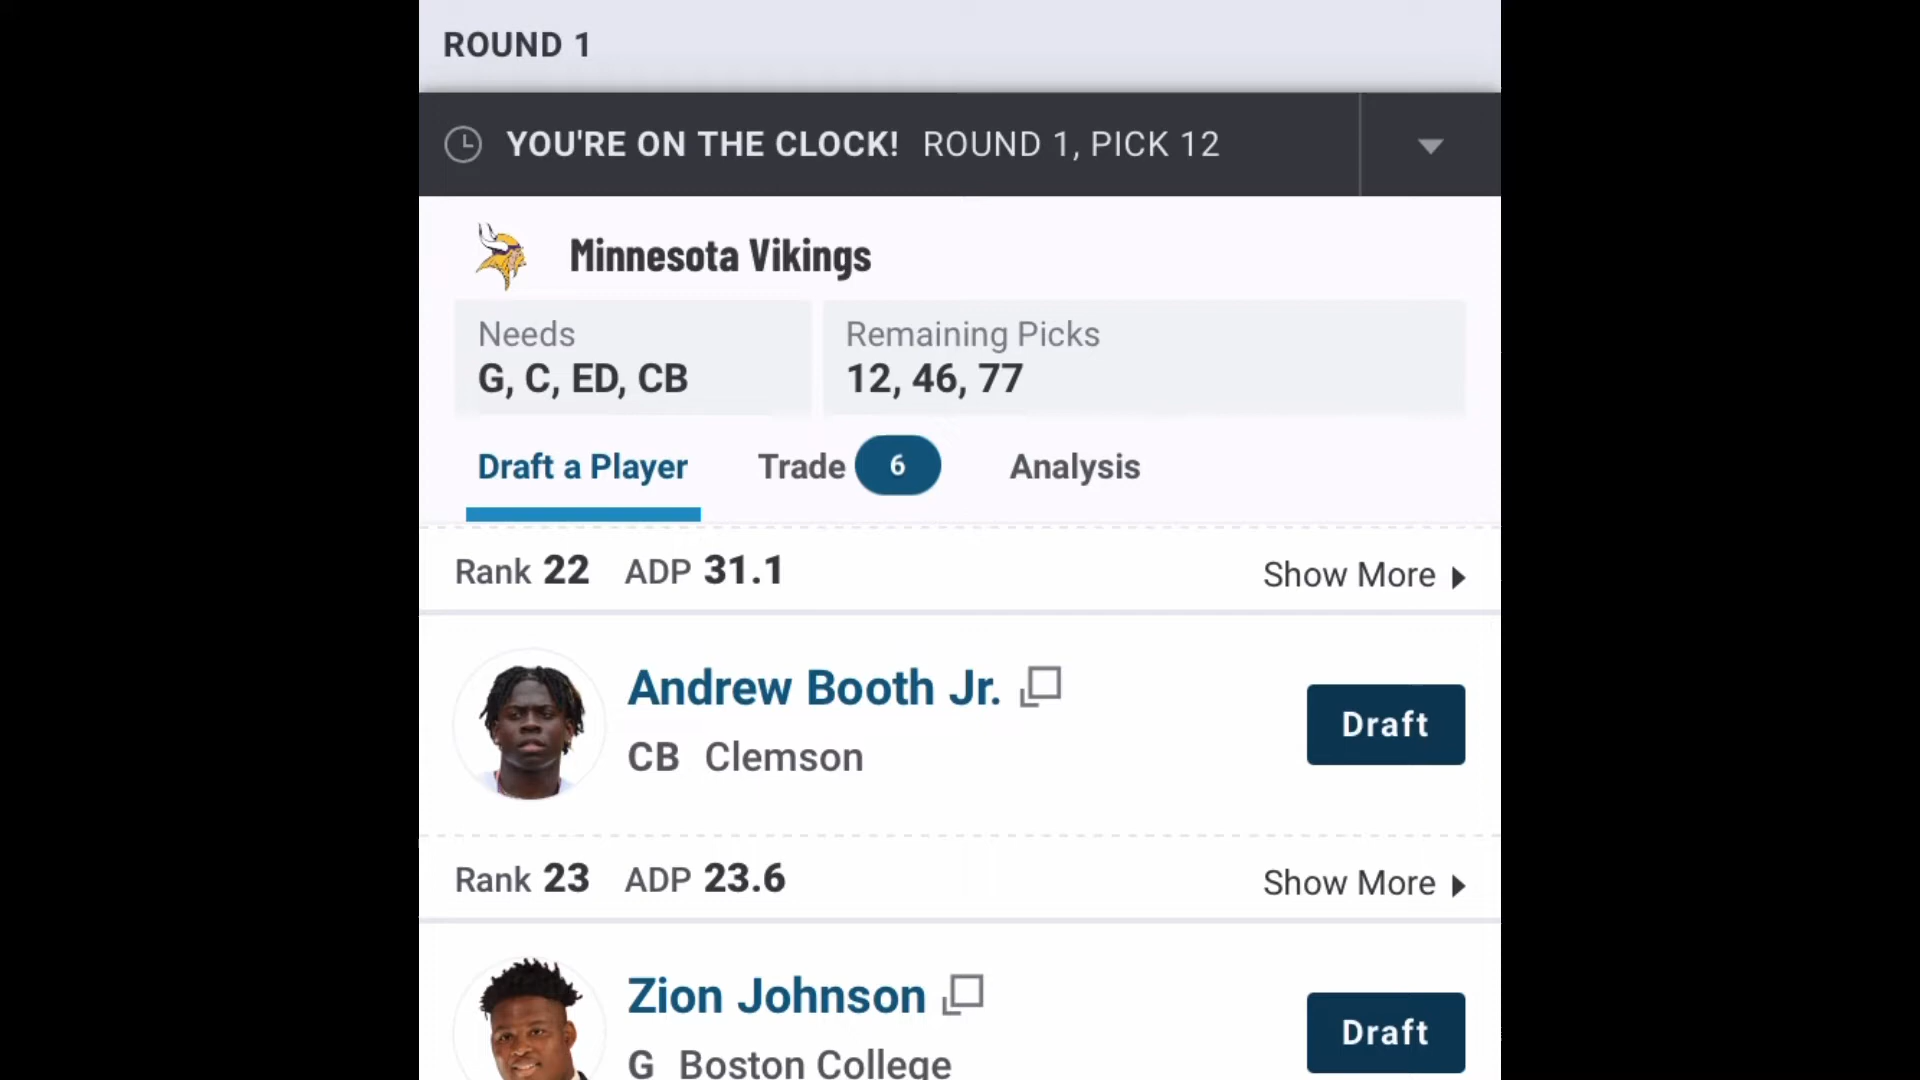 ROUND 1
YOU'RE ON THE CLOCK! ROUND 1, PICK 12
Minnesota Vikings
Needs
G, C, ED, CB
Remaining Picks
12, 46, 77
Draft a Player
Trade 6
Analysis
Rank 22 ADP 31.1
Show More
Andrew Booth Jr.
CB Clemson
Draft
Rank 23 ADP 23.6
Show More
Zion Johnson
G Boston College
Draft